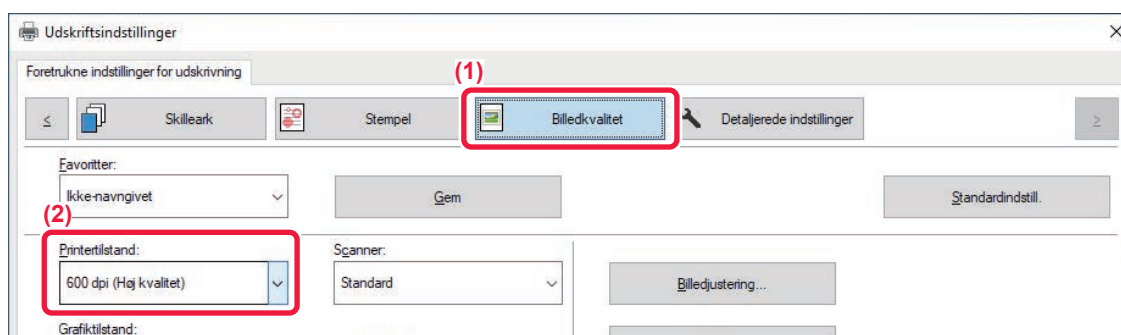 Udskriftsindstillinger
Foretrukne indstillinger for udskrivning
(1)
< Skilleark Stempel Billedkvalitet Detaljerede indstillinger >
Favoritter:
Ikke-navngivet Gem Standardindstill.
(2)
Printertilstand: Scanner:
600 dpi (Høj kvalitet) Standard Billedjustering...
Grafiktilstand: